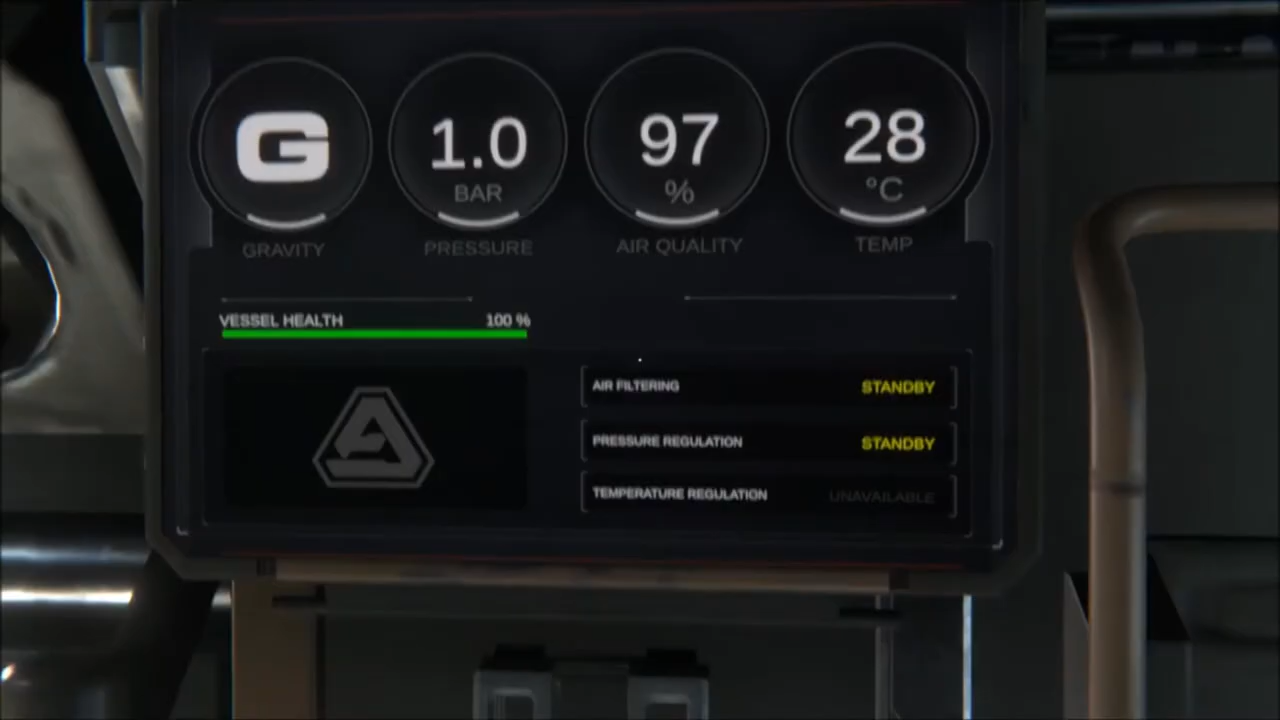 G
1.0
BAR
97
%
28
°C
GRAVITY
PRESSURE
AIR QUALITY
TEMP
VESSEL HEALTH 100 %
AIR FILTERING STANDBY
PRESSURE REGULATION STANDBY
TEMPERATURE REGULATION UNAVAILABLE